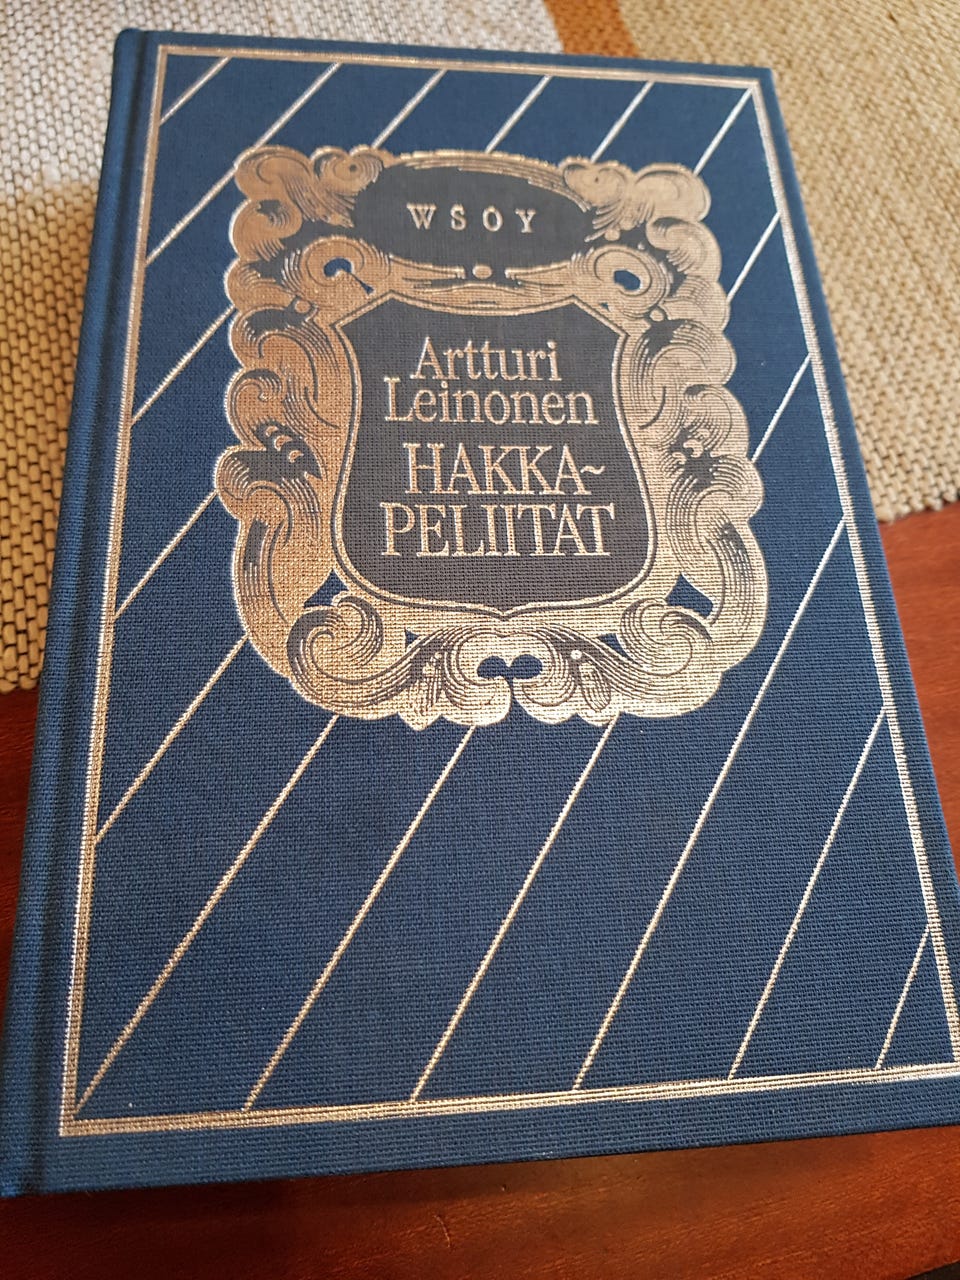 WSOY
Artturi
Leinonen
HAKKA~
PELIITAT